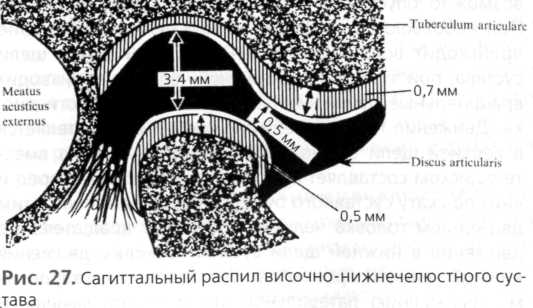 Tuberculum articulare
3-4 мм
0,7 мм
Meatus
acusticus
externus
0,5 мм
Discus articularis
0,5 мм
Рис. 27. Сагиттальный распил височно-нижнечелюстного сус-
тава